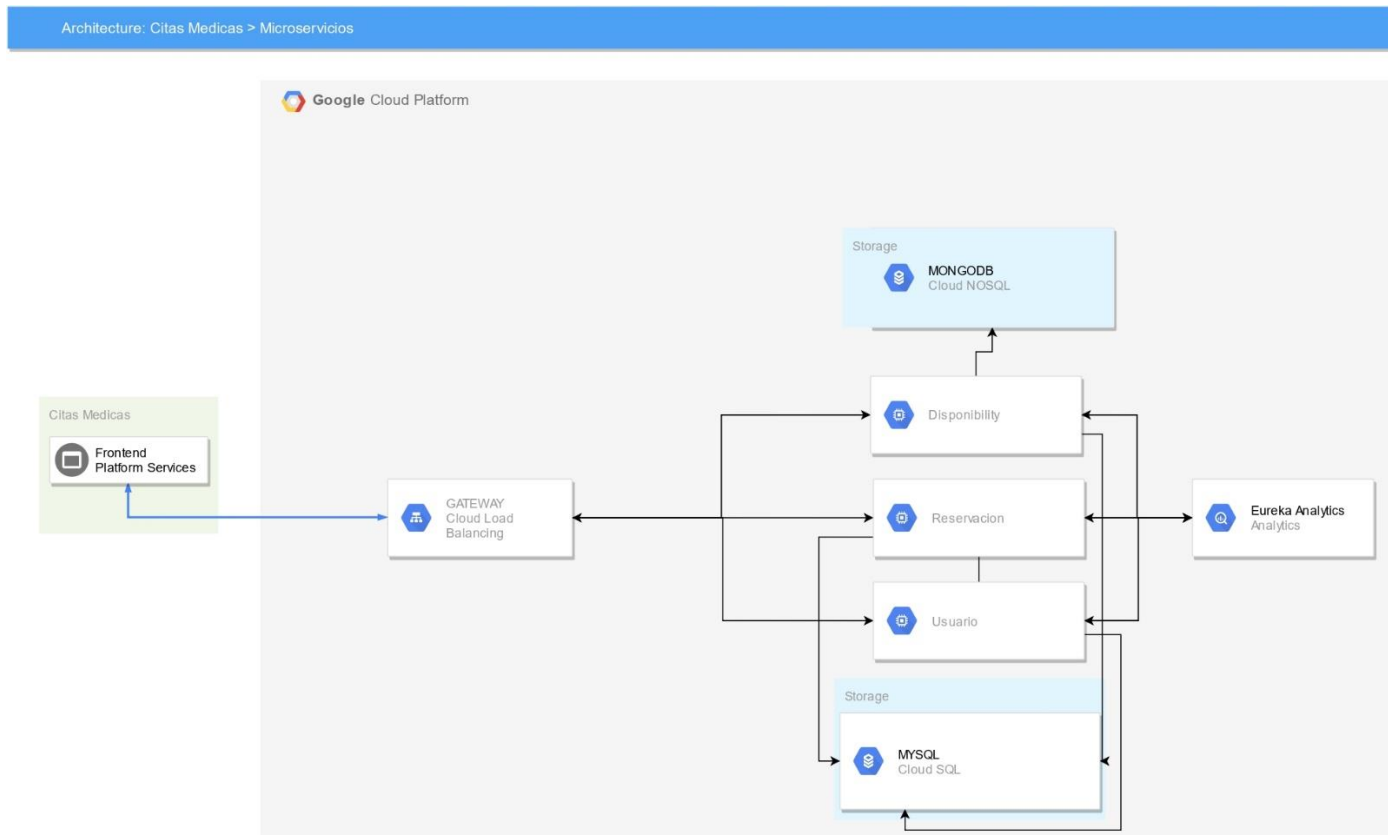 Architecture: Citas Medicas > Microservicios
Google Cloud Platform
Storage
MONGODB
Cloud NOSQL
Citas Medicas
Frontend
Platform Services
GATEWAY
Cloud Load
Balancing
Disponibility
Reservacion
Eureka Analytics
Analytics
Usuario
Storage
MYSQL
Cloud SQL